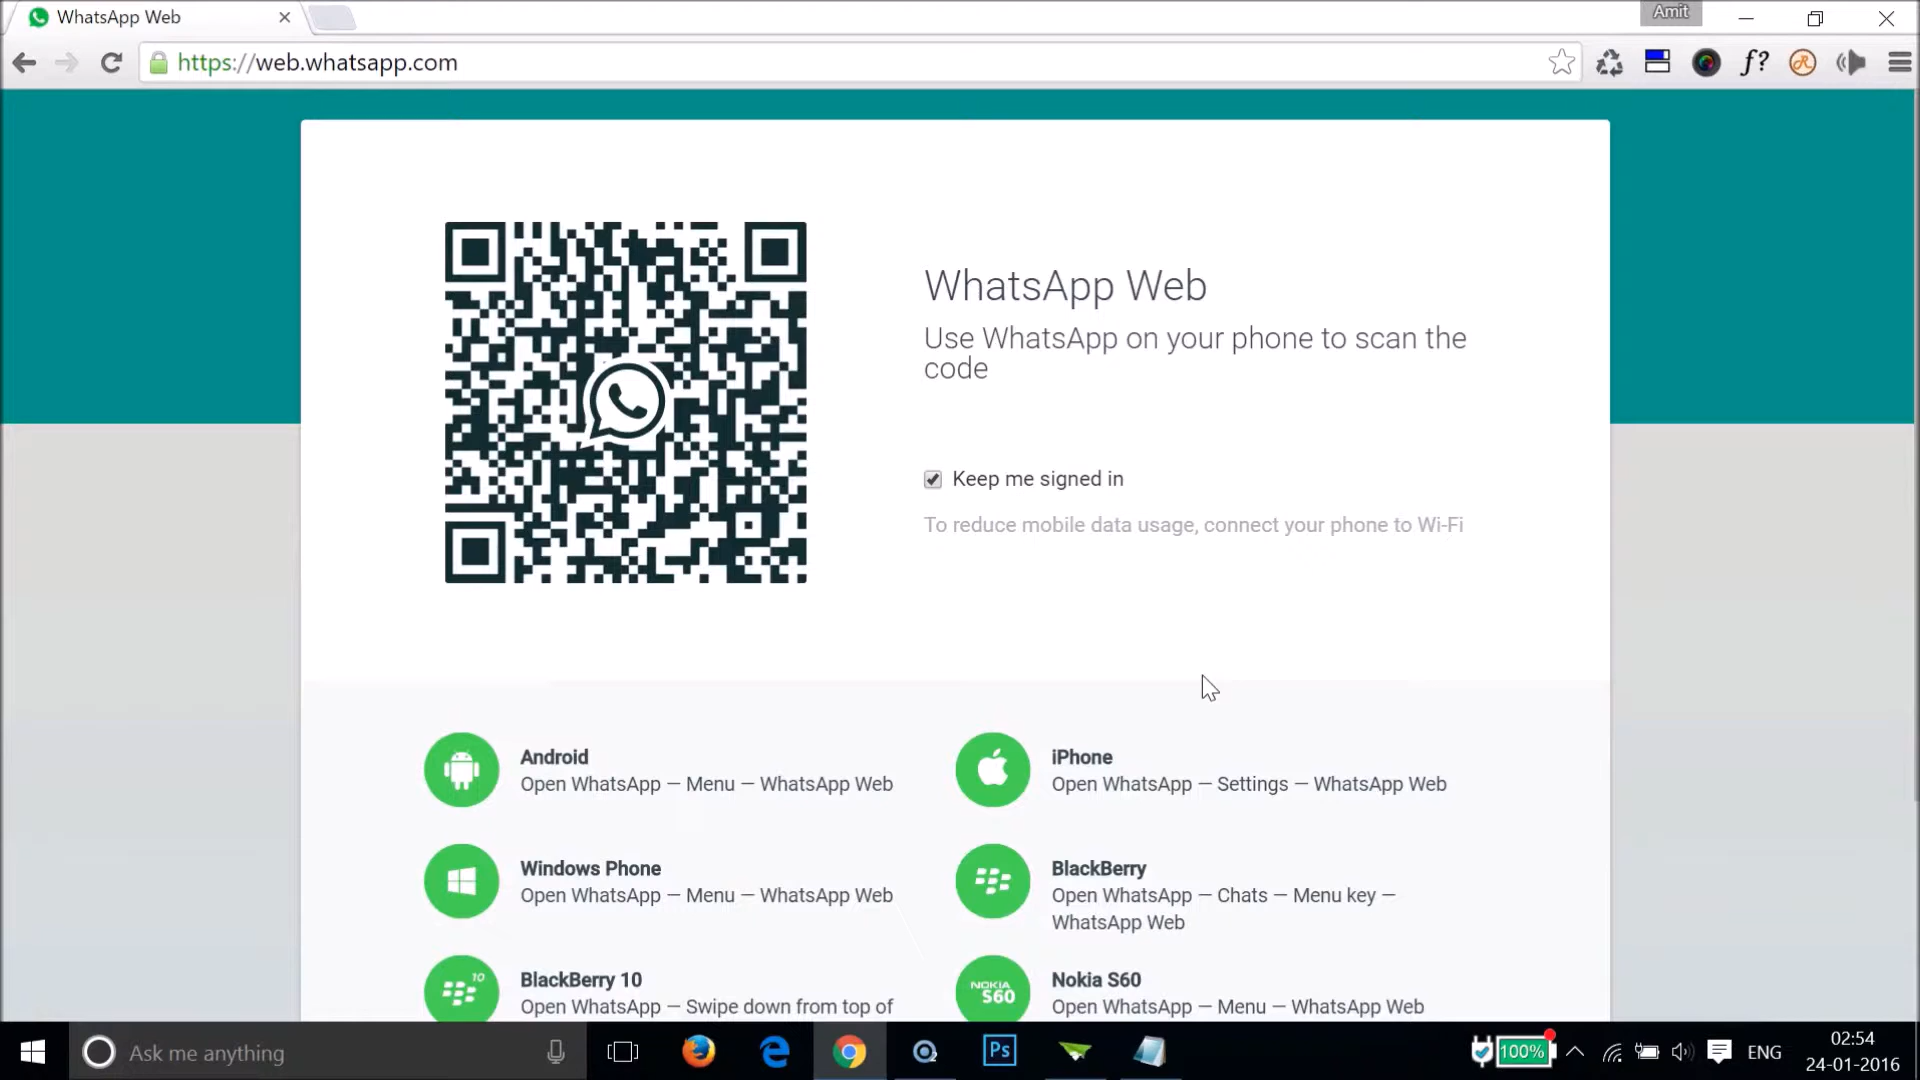 WhatsApp Web
Amit
https://web.whatsapp.com
f?
WhatsApp Web
Use WhatsApp on your phone to scan the
code
Keep me signed in
To reduce mobile data usage, connect your phone to Wi-Fi
Android
Open WhatsApp — Menu — WhatsApp Web
iPhone
Open WhatsApp — Settings — WhatsApp Web
Windows Phone
Open WhatsApp — Menu — WhatsApp Web
BlackBerry
Open WhatsApp — Chats — Menu key —
WhatsApp Web
10
BlackBerry 10
Open WhatsApp — Swipe down from top of
NOKIA
S60
Nokia S60
Open WhatsApp — Menu — WhatsApp Web
Ask me anything
Ps
100%
ENG
02:54
24-01-2016